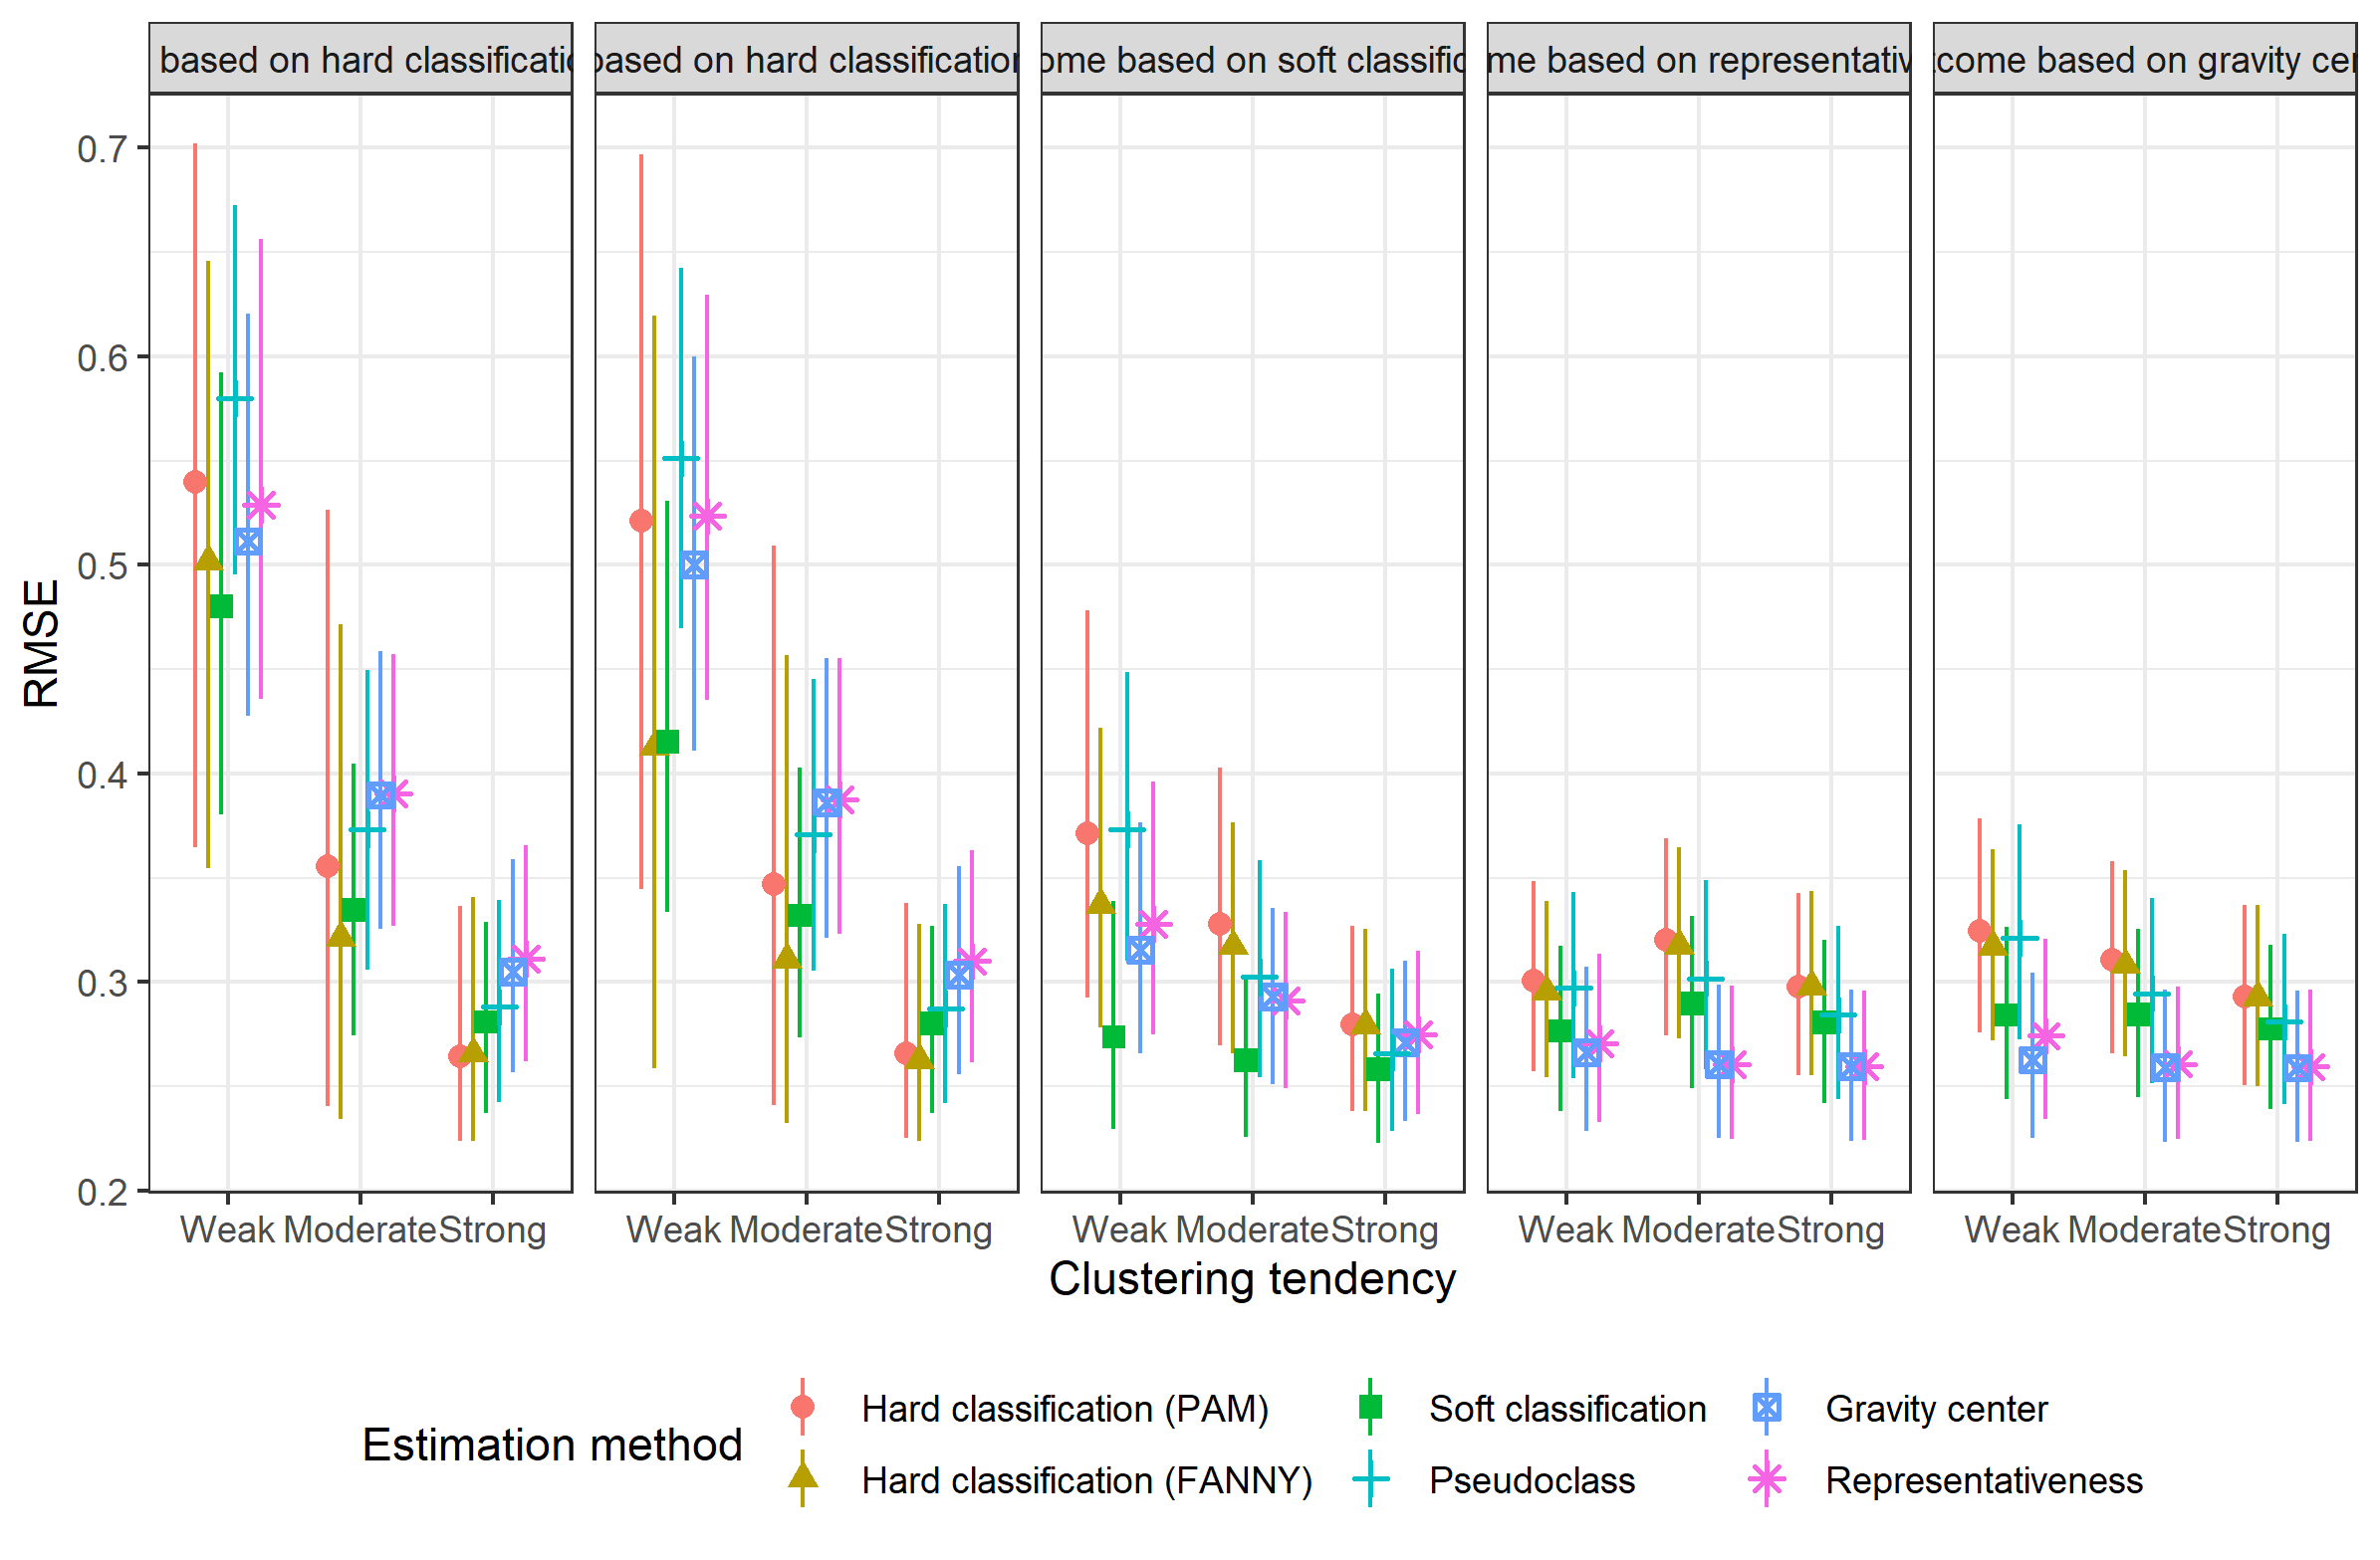 based on hard classificatio
based on hard classification
ome based on soft classific
me based on representativ
come based on gravity cen
0.7
0.6
0.5
0.4
0.3
0.2
RMSE
Weak Moderate Strong
Weak Moderate Strong
Weak Moderate Strong
Weak Moderate Strong
Weak Moderate Strong
Clustering tendency
Estimation method
Hard classification (PAM)
Hard classification (FANNY)
Soft classification
Pseudoclass
Gravity center
Representativeness